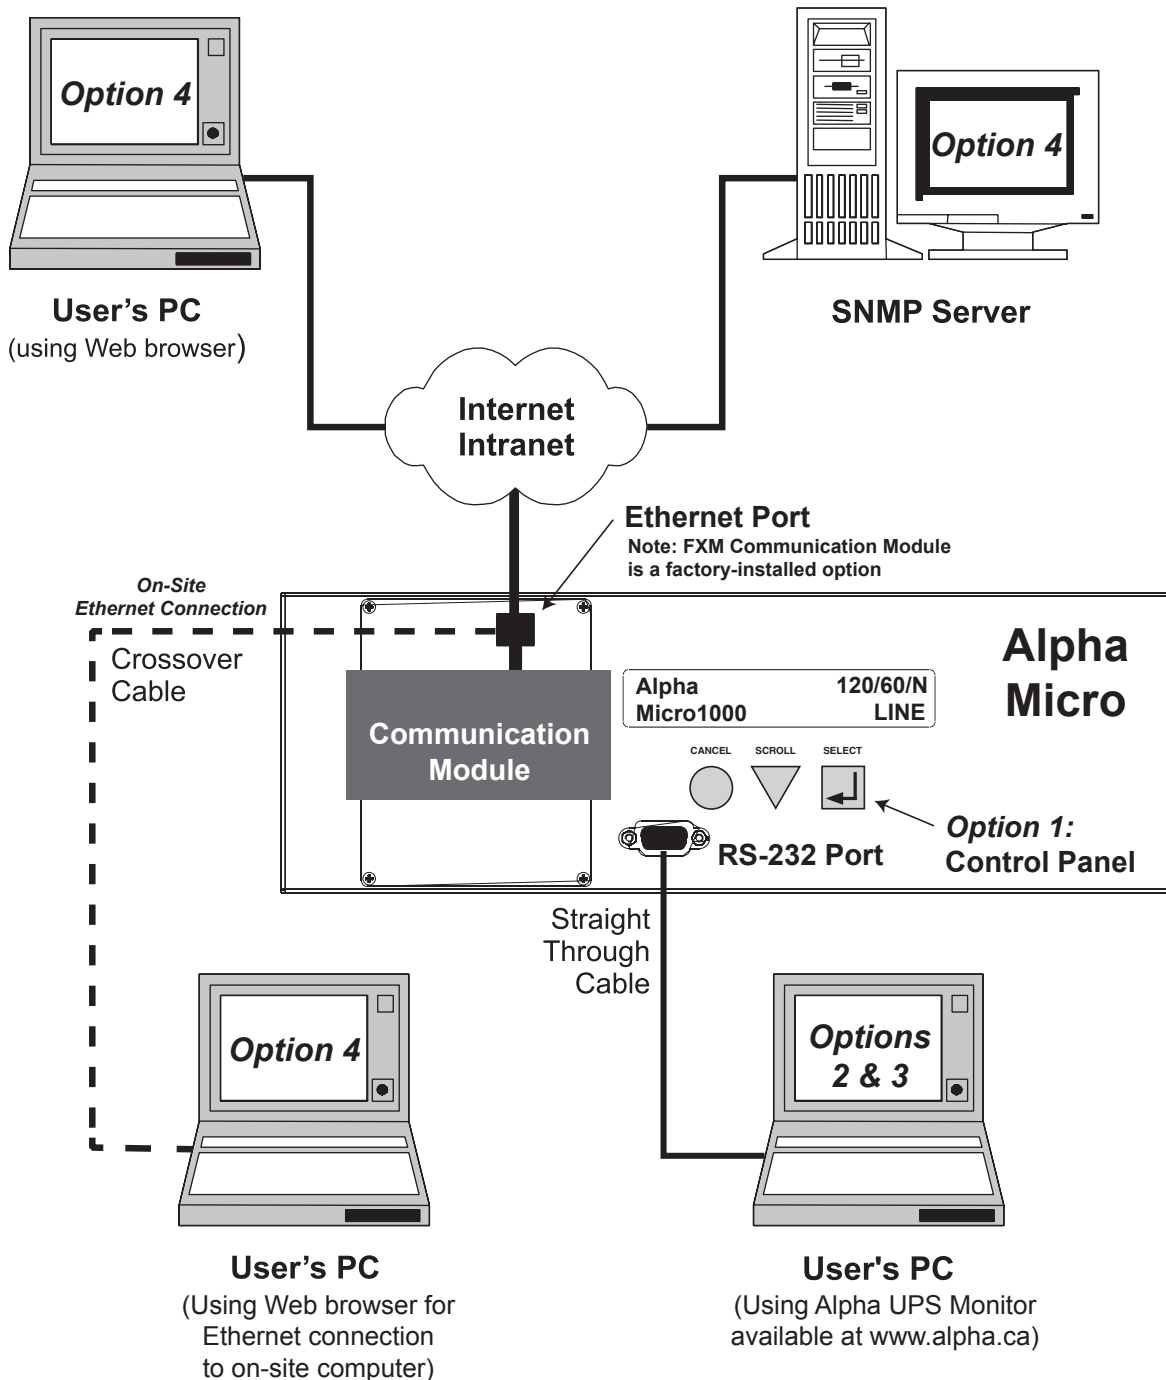 Option 4
Option 4
User’s PC
(using Web browser)
SNMP Server
Internet
Intranet
Ethernet Port
Note: FXM Communication Module
is a factory-installed option
On-Site
Ethernet Connection
Crossover
Cable
Communication
Module
Alpha 120/60/N
Micro1000 LINE
Alpha
Micro
CANCEL SCROLL SELECT
Option 1:
Control Panel
RS-232 Port
Straight
Through
Cable
Option 4
Options
2 & 3
User’s PC
(Using Web browser for
Ethernet connection
to on-site computer)
User's PC
(Using Alpha UPS Monitor
available at www.alpha.ca)